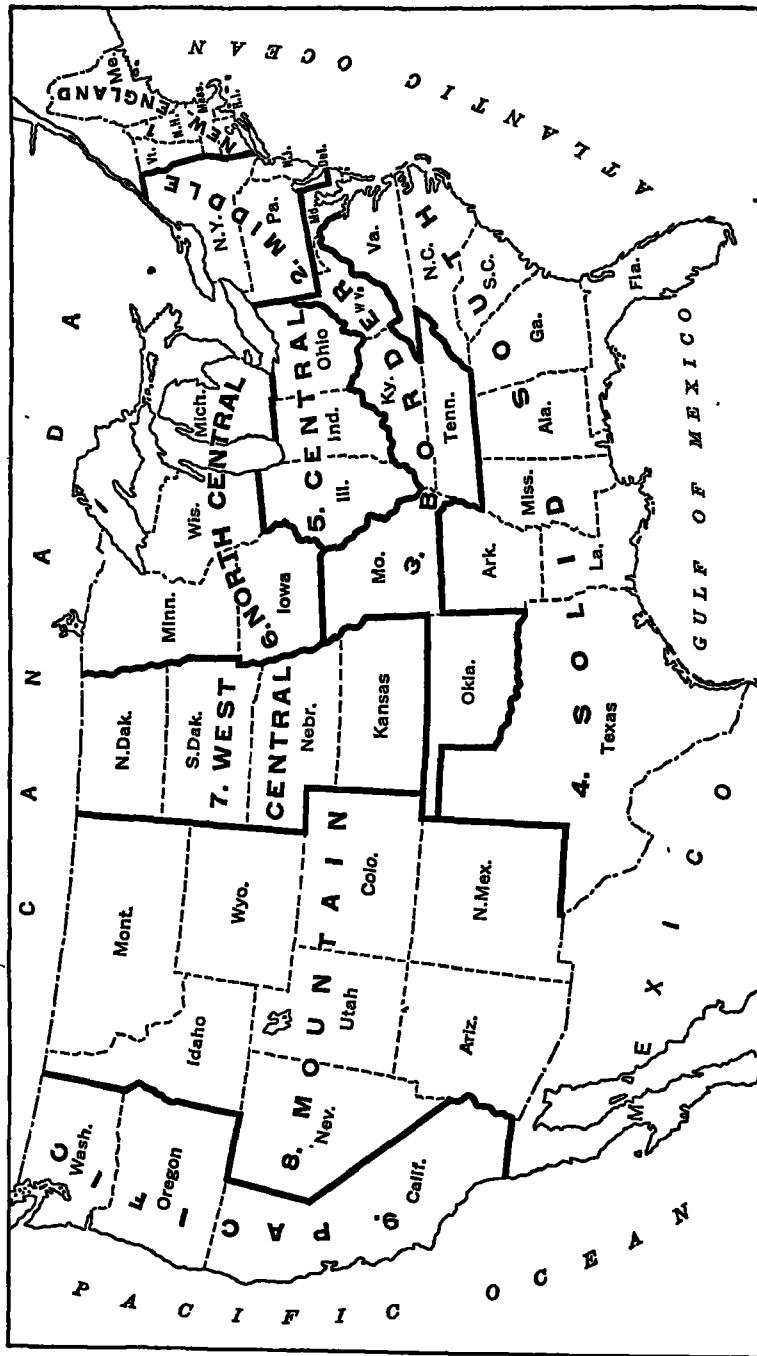 C A N A D A
PACIFIC OCEAN
ATLANTIC OCEAN
GULF OF MEXICO
MEXICO
1. NEW ENGLAND
Me.
Vt.
N.H.
Mass.
R.I.
C.
2. MIDDLE
N.Y.
Pa.
N.J.
Del.
3. BORDER
Md.
W Va.
Ky.
Tenn.
Mo.
Okla.
4. SOLID SOUTH
Va.
N.C.
S.C.
Ga.
Fla.
Ala.
Miss.
La.
Ark.
Texas
5. CENTRAL
Ohio
Ind.
Ill.
6. NORTH CENTRAL
Mich.
Wis.
Minn.
Iowa
7. WEST
CENTRAL
N.Dak.
S.Dak.
Nebr.
Kansas
8. MOUNTAIN
Mont.
Idaho
Wyo.
Nev.
Utah
Colo.
Ariz.
N.Mex.
9. PACIFIC
Wash.
Oregon
Calif.